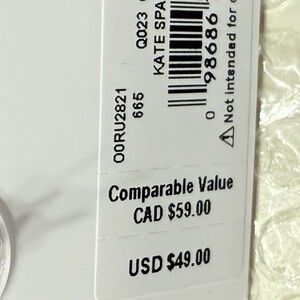 Q023
KATE SPA
O0RU2821
665
0 98686
Not intended for
Comparable Value
CAD $59.00
USD $49.00